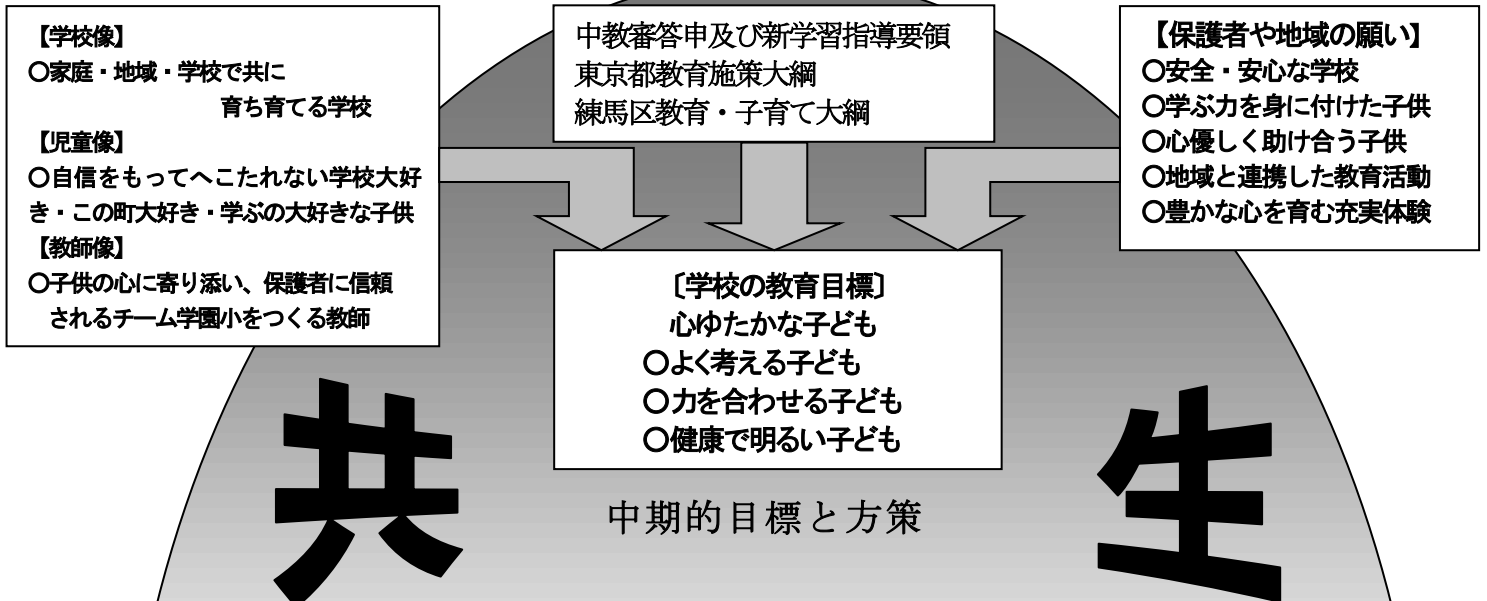 【学校像】
○家庭・地域・学校で共に
育ち育てる学校
【児童像】
○自信をもってへこたれない学校大好
き・この町大好き・学ぶの大好きな子供
【教師像】
○子供の心に寄り添い、保護者に信頼
されるチーム学園小をつくる教師
中教審答申及び新学習指導要領
東京都教育施策大綱
練馬区教育・子育て大綱
【保護者や地域の願い】
○安全・安心な学校
○学ぶ力を身に付けた子供
○心優しく助け合う子供
○地域と連携した教育活動
○豊かな心を育む充実体験
〔学校の教育目標〕
心ゆたかな子ども
○よく考える子ども
○力を合わせる子ども
○健康で明るい子ども
共 生
中期的目標と方策